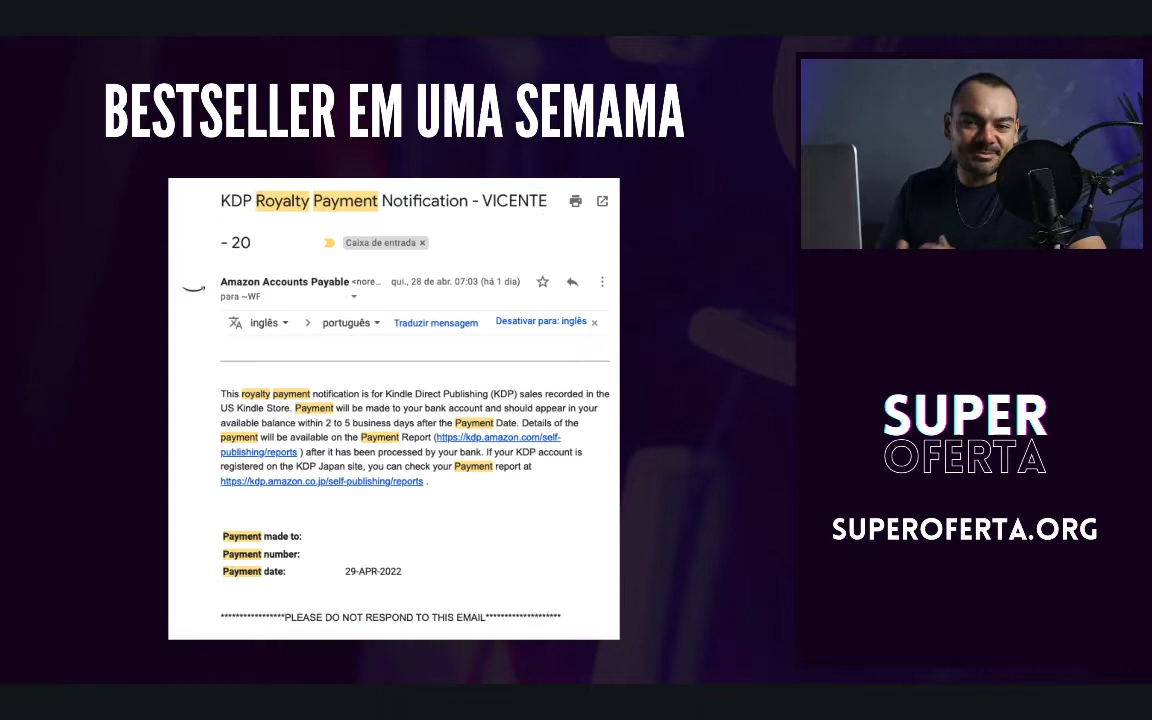 BESTSELLER EM UMA SEMAMA
KDP Royalty Payment Notification - VICENTE
- 20
Caixa de entrada ×
Amazon Accounts Payable <nore... qui., 28 de abr. 07:03 (há 1 dia)
para ~WF
inglês > português Traduzir mensagem Desativar para: inglês ×
This royalty payment notification is for Kindle Direct Publishing (KDP) sales recorded in the
US Kindle Store. Payment will be made to your bank account and should appear in your
available balance within 2 to 5 business days after the Payment Date. Details of the
payment will be available on the Payment Report (https://kdp.amazon.com/self-
publishing/reports ) after it has been processed by your bank. If your KDP account is
registered on the KDP Japan site, you can check your Payment report at
https://kdp.amazon.co.jp/self-publishing/reports .
Payment made to:
Payment number:
Payment date: 29-APR-2022
****************PLEASE DO NOT RESPOND TO THIS EMAIL*******************
SUPER
OFERTA
SUPEROFERTA.ORG